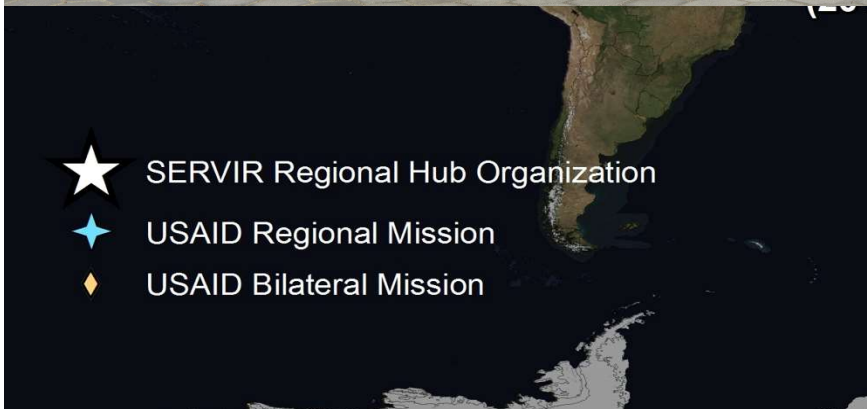 SERVIR Regional Hub Organization
USAID Regional Mission
USAID Bilateral Mission